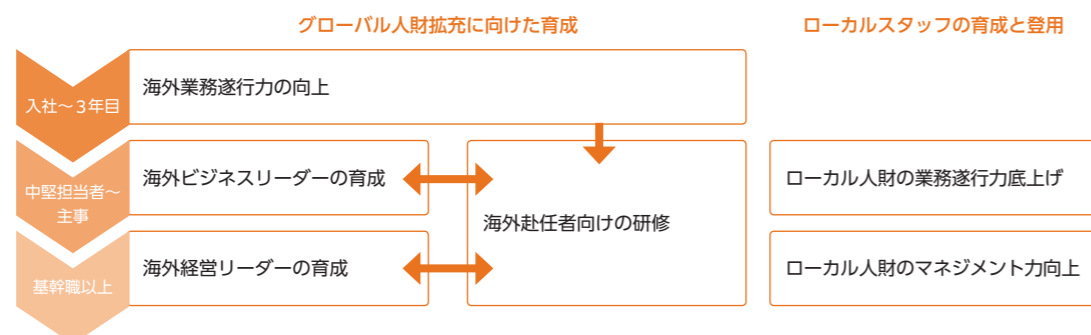 グローバル人財拡充に向けた育成
ローカルスタッフの育成と登用
入社～3年目
海外業務遂行力の向上
中堅担当者～
主事
海外ビジネスリーダーの育成
海外赴任者向けの研修
ローカル人財の業務遂行力底上げ
基幹職以上
海外経営リーダーの育成
ローカル人財のマネジメント力向上